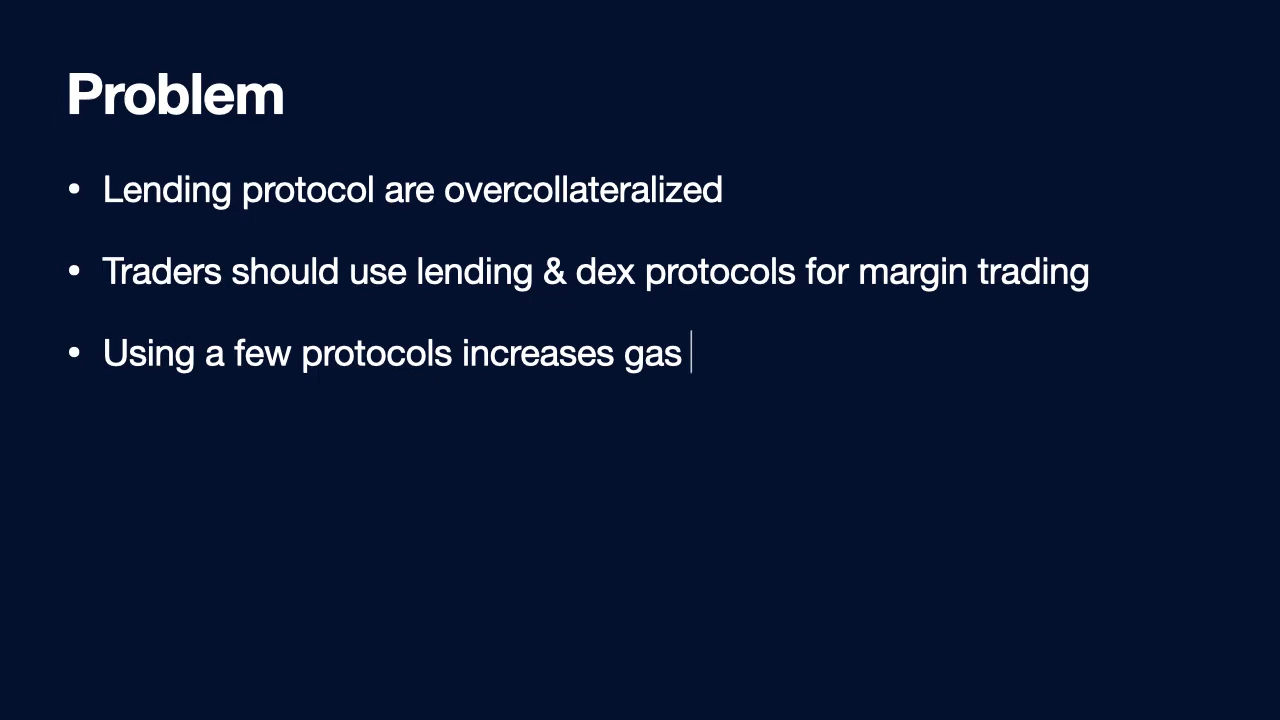 Problem
• Lending protocol are overcollateralized
• Traders should use lending & dex protocols for margin trading
• Using a few protocols increases gas